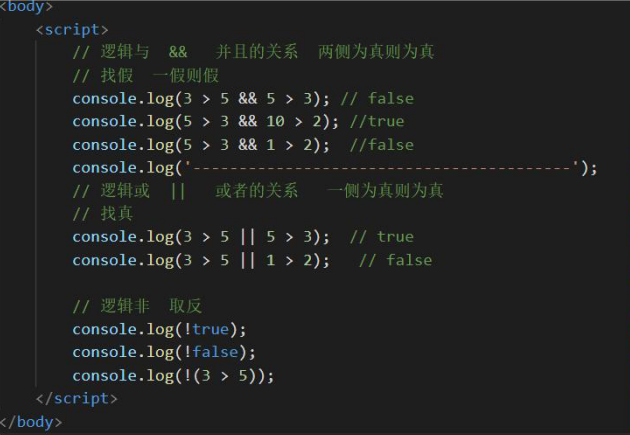 <body>
<script>
// 逻辑与 && 并且的关系 两侧为真则为真
// 找假 一假则假
console.log(3 > 5 && 5 > 3); // false
console.log(5 > 3 && 10 > 2); //true
console.log(5 > 3 && 1 > 2); //false
console.log('-----------------------------------------');
// 逻辑或 || 或者的关系 一侧为真则为真
// 找真
console.log(3 > 5 || 5 > 3); // true
console.log(3 > 5 || 1 > 2); // false
// 逻辑非 取反
console.log(!true);
console.log(!false);
console.log(!(3 > 5));
</script>
</body>